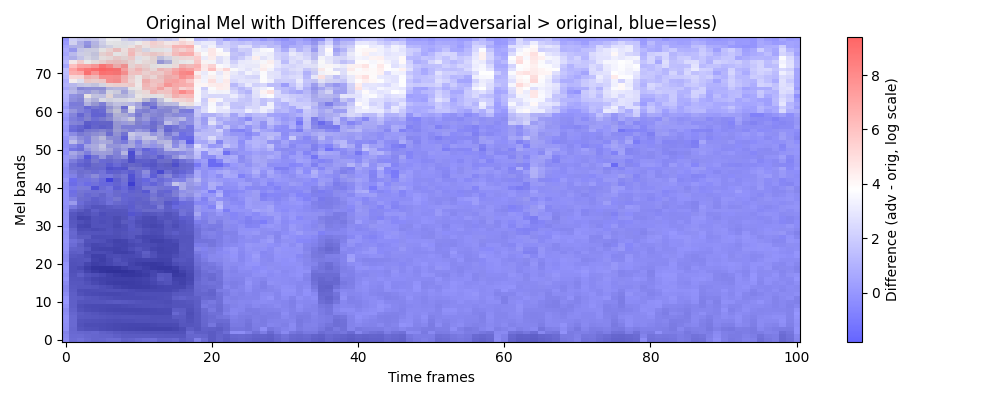 Original Mel with Differences (red=adversarial > original, blue=less)
Mel bands
70
60
50
40
30
20
10
0
0 20 40 60 80 100
Time frames
8
6
4
2
0
Difference (adv - orig, log scale)